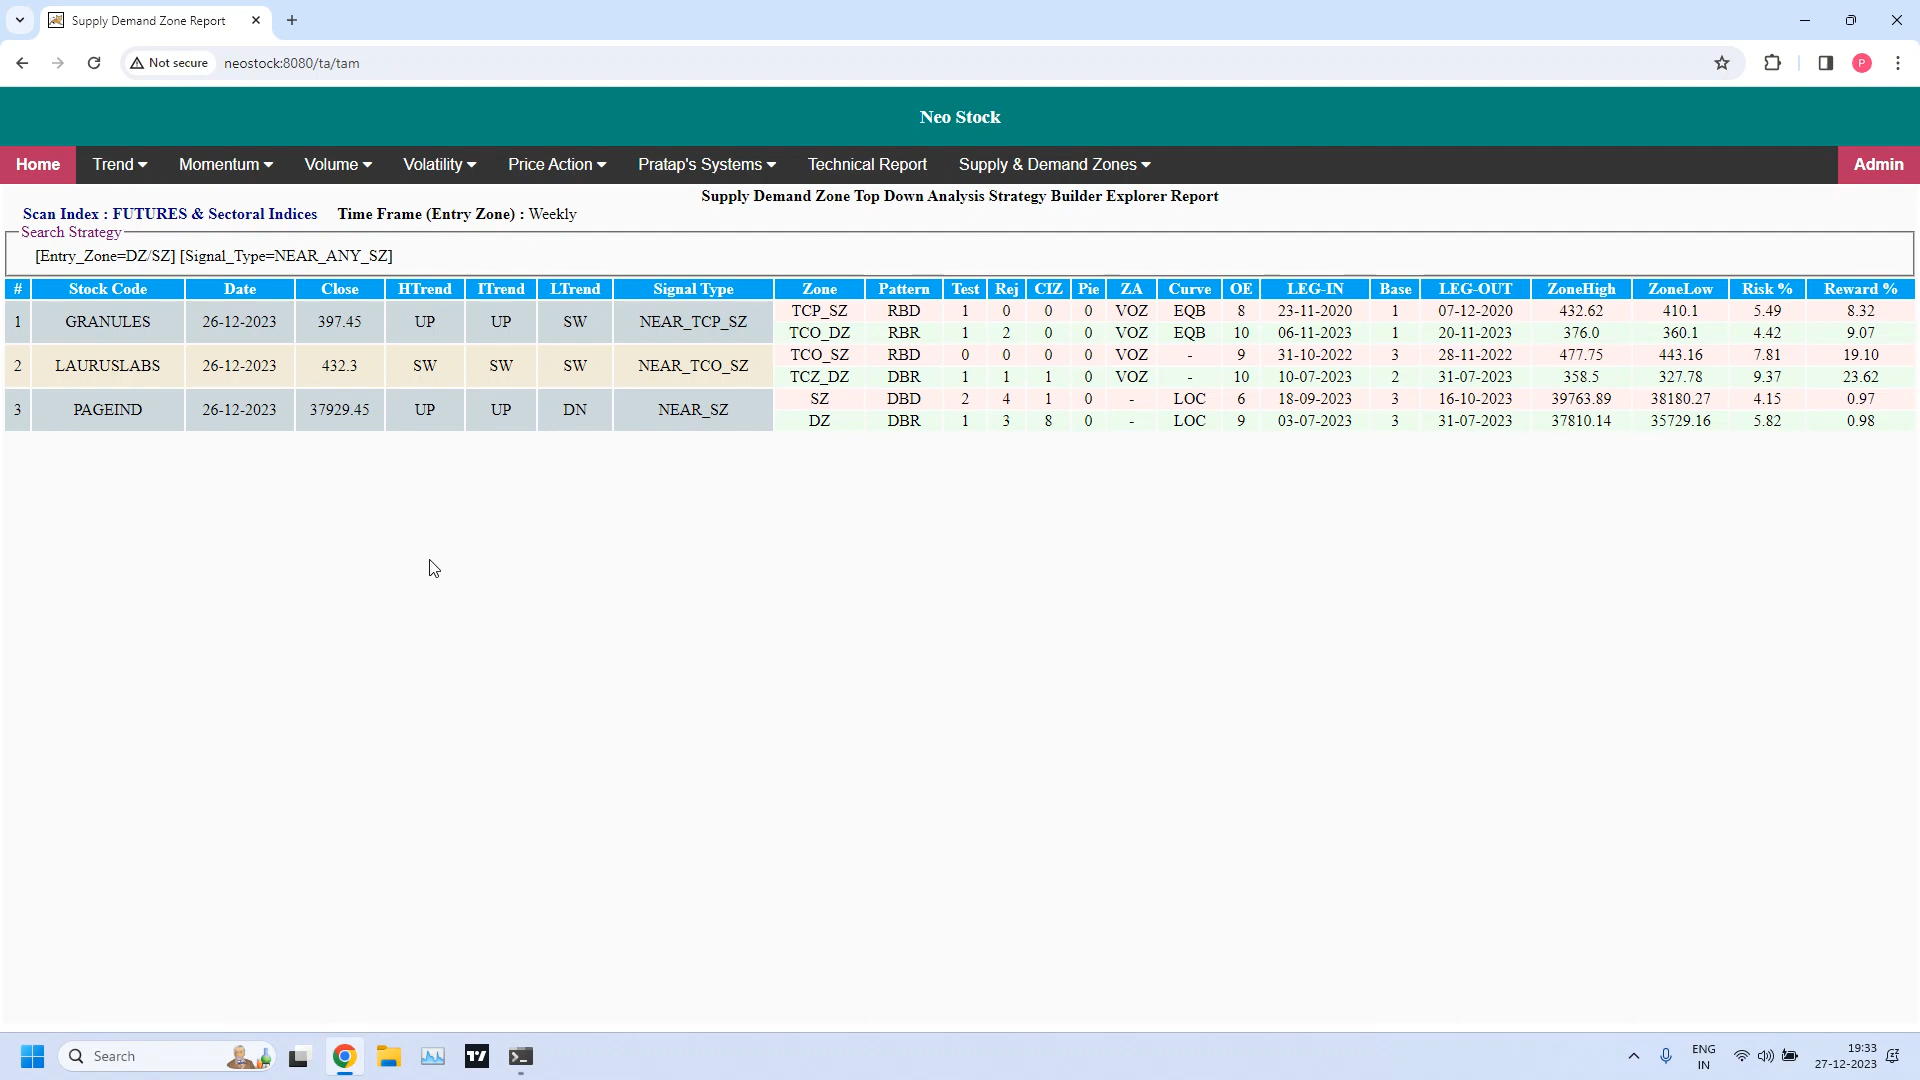 Supply Demand Zone Report
Not secure neostock:8080/ta/tam
P
Neo Stock
Home Trend Momentum Volume Volatility Price Action Pratap's Systems Technical Report Supply & Demand Zones Admin
Supply Demand Zone Top Down Analysis Strategy Builder Explorer Report
Scan Index : FUTURES & Sectoral Indices Time Frame (Entry Zone) : Weekly
Search Strategy
[Entry_Zone=DZ/SZ] [Signal_Type=NEAR_ANY_SZ]
# Stock Code Date Close HTrend ITrend LTrend Signal Type Zone Pattern Test Rej CIZ Pie ZA Curve OE LEG-IN Base LEG-OUT ZoneHigh ZoneLow Risk % Reward %
1 GRANULES 26-12-2023 397.45 UP UP SW NEAR_TCP_SZ TCP_SZ RBD 1 0 0 0 VOZ EQB 8 23-11-2020 1 07-12-2020 432.62 410.1 5.49 8.32
TCO_DZ RBR 1 2 0 0 VOZ EQB 10 06-11-2023 1 20-11-2023 376.0 360.1 4.42 9.07
2 LAURUSLABS 26-12-2023 432.3 SW SW SW NEAR_TCO_SZ TCO_SZ RBD 0 0 0 0 VOZ - 9 31-10-2022 3 28-11-2022 477.75 443.16 7.81 19.10
TCZ_DZ DBR 1 1 1 0 VOZ - 10 10-07-2023 2 31-07-2023 358.5 327.78 9.37 23.62
3 PAGEIND 26-12-2023 37929.45 UP UP DN NEAR_SZ SZ DBD 2 4 1 0 - LOC 6 18-09-2023 3 16-10-2023 39763.89 38180.27 4.15 0.97
DZ DBR 1 3 8 0 - LOC 9 03-07-2023 3 31-07-2023 37810.14 35729.16 5.82 0.98
Search
ENG
IN
19:33
27-12-2023